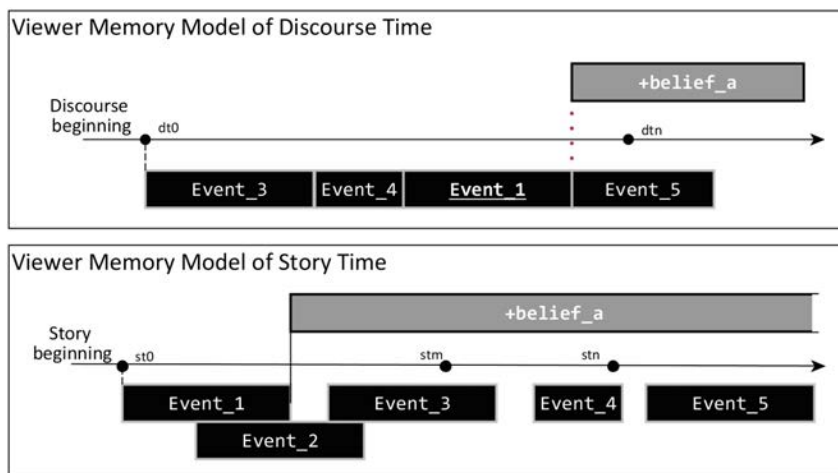 Viewer Memory Model of Discourse Time
+belief_a
Discourse
beginning
dt0
dtn
Event_3
Event_4
Event_1
Event_5
Viewer Memory Model of Story Time
+belief_a
Story
beginning
st0
stm
stn
Event_1
Event_3
Event_4
Event_5
Event_2